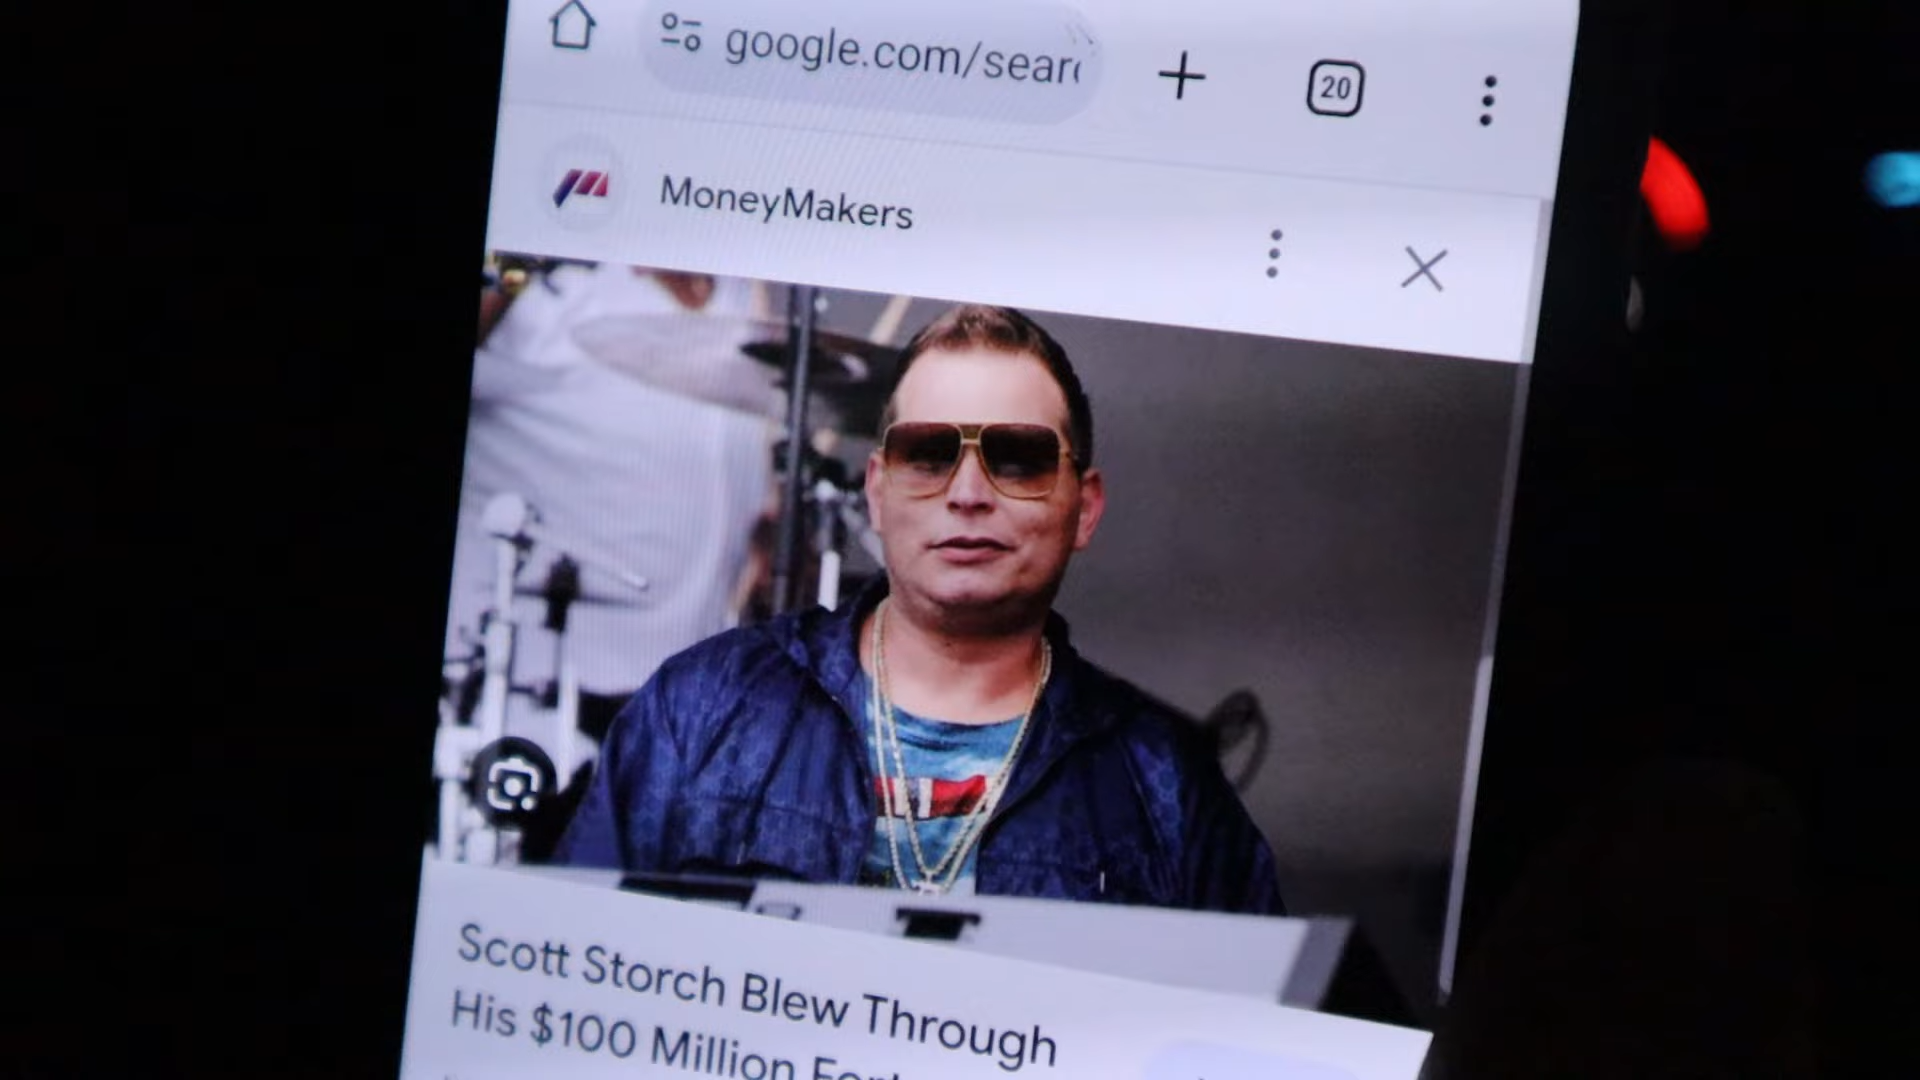 google.com/sear
20
MoneyMakers
Scott Storch Blew Through
His $100 Million